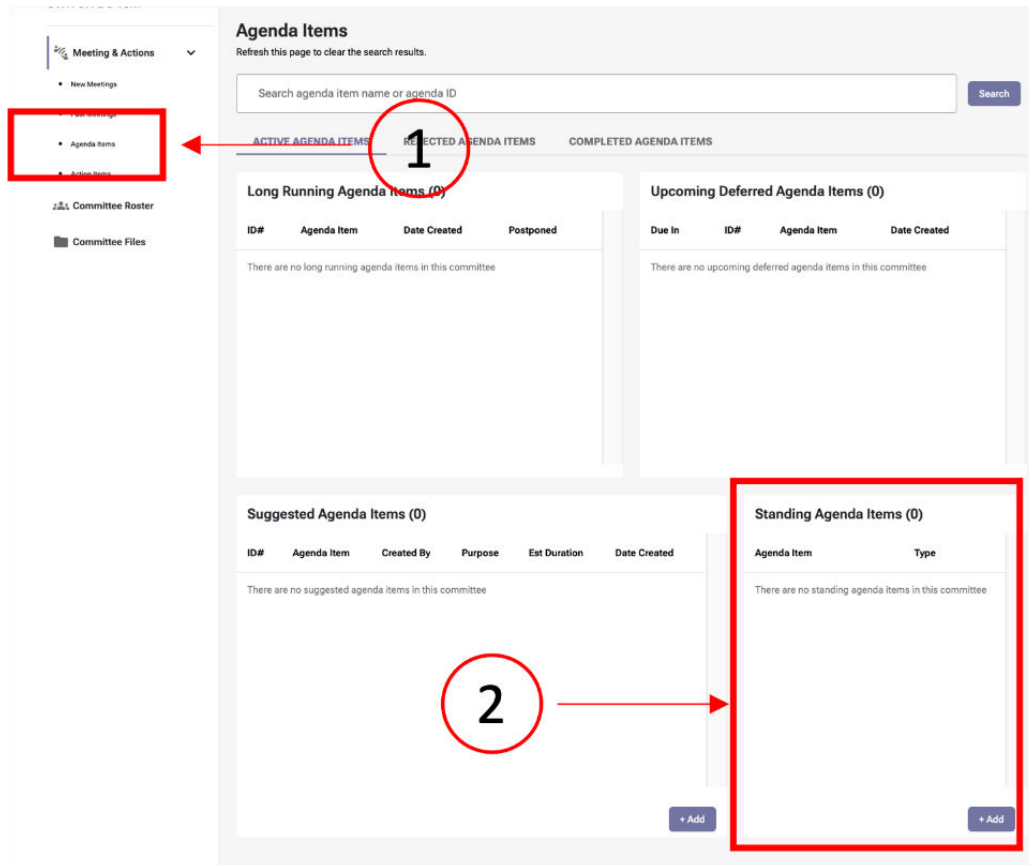 Meeting & Actions
New Meetings
Agenda Items
Action Items
Committee Roster
Committee Files
Agenda Items
Refresh this page to clear the search results.
Search agenda item name or agenda ID
Search
ACTIVE AGENDA ITEMS REJECTED AGENDA ITEMS COMPLETED AGENDA ITEMS
1
Long Running Agenda Items (0)
ID# Agenda Item Date Created Postponed
There are no long running agenda items in this committee
Upcoming Deferred Agenda Items (0)
Due In ID# Agenda Item Date Created
There are no upcoming deferred agenda items in this committee
Suggested Agenda Items (0)
ID# Agenda Item Created By Purpose Est Duration Date Created
There are no suggested agenda items in this committee
2
+ Add
Standing Agenda Items (0)
Agenda Item Type
There are no standing agenda items in this committee
+ Add